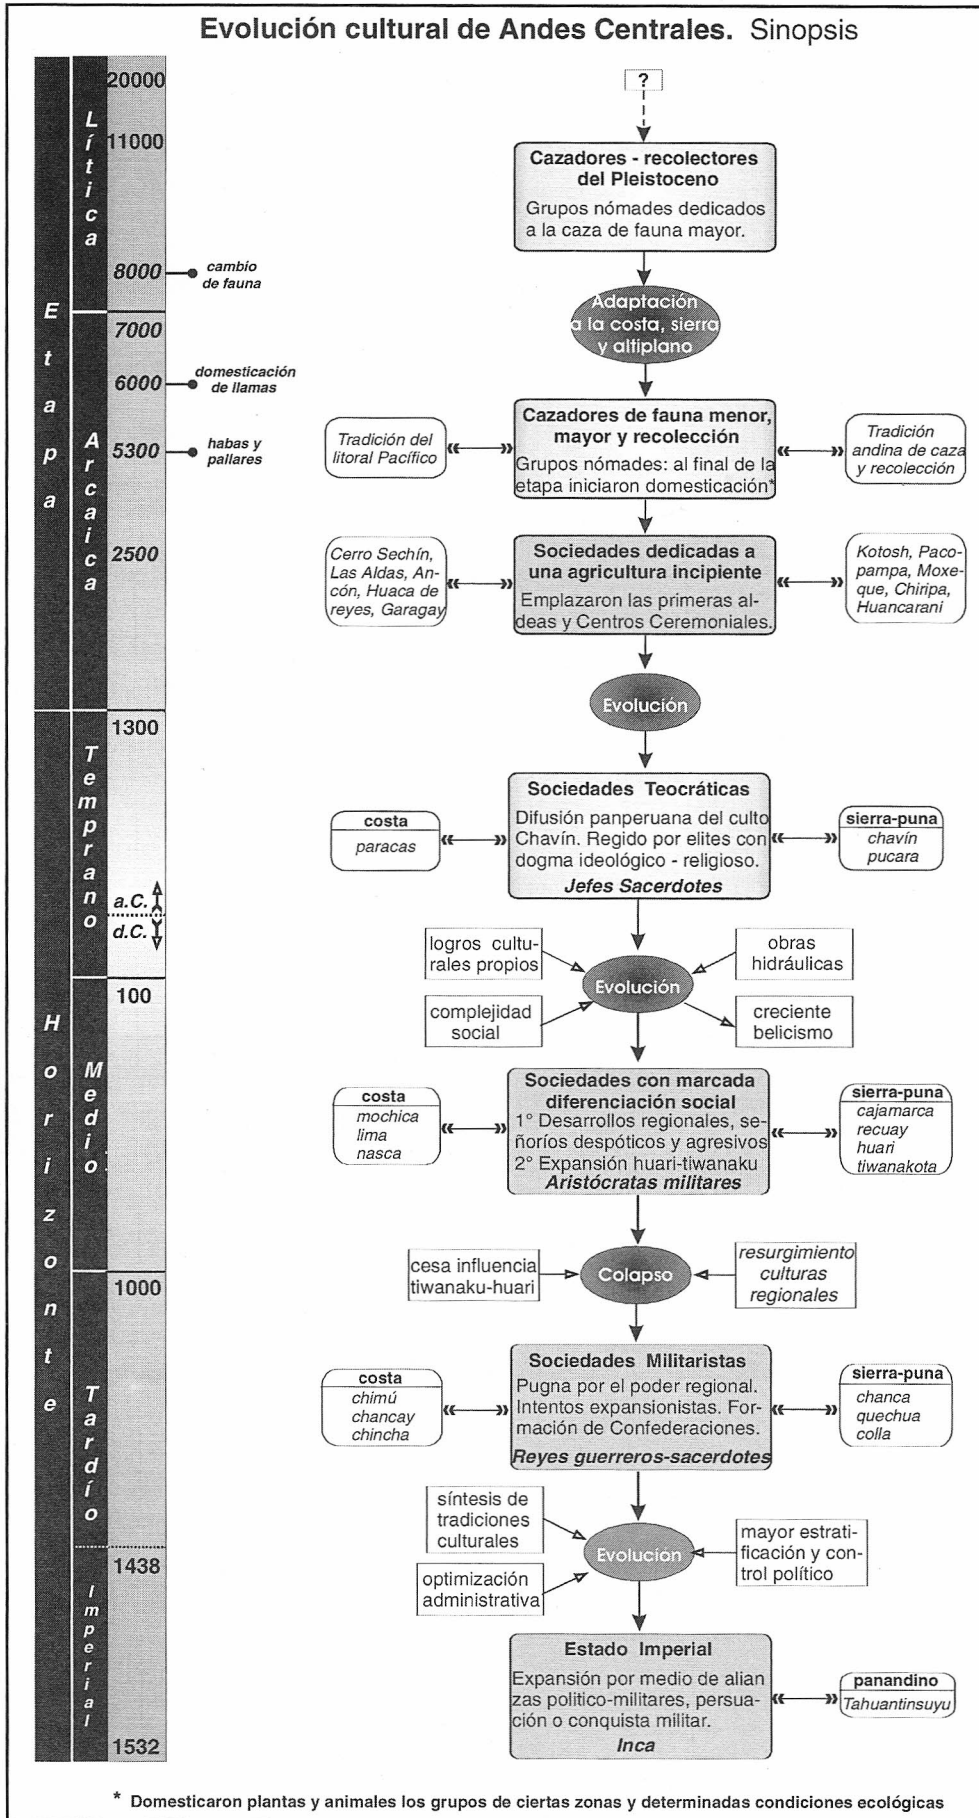 Evolución cultural de Andes Centrales. Sinopsis
Etapa
Lítica
20000
11000
8000
cambio
de fauna
Arcaica
7000
6000
domesticación
de llamas
5300
habas y
pallares
2500
Horizonte
Temprano
1300
a.C.
d.C.
Medio
100
Tardío
1000
Imperial
1438
1532
?
Cazadores - recolectores
del Pleistoceno
Grupos nómades dedicados
a la caza de fauna mayor.
Adaptación
a la costa, sierra
y altiplano
Tradición del
litoral Pacífico
Cazadores de fauna menor,
mayor y recolección
Grupos nómades: al final de la
etapa iniciaron domesticación*
Tradición
andina de caza
y recolección
Cerro Sechín,
Las Aldas, An-
cón, Huaca de
reyes, Garagay
Sociedades dedicadas a
una agricultura incipiente
Emplazaron las primeras al-
deas y Centros Ceremoniales.
Kotosh, Paco-
pampa, Moxe-
que, Chiripa,
Huancarani
Evolución
costa
paracas
Sociedades Teocráticas
Difusión panperuana del culto
Chavín. Regido por elites con
dogma ideológico - religioso.
Jefes Sacerdotes
sierra-puna
chavín
pucara
logros cultu-
rales propios
obras
hidráulicas
Evolución
complejidad
social
creciente
belicismo
costa
mochica
lima
nasca
Sociedades con marcada
diferenciación social
1° Desarrollos regionales, se-
ñoríos despóticos y agresivos
2° Expansión huari-tiwanaku
Aristócratas militares
sierra-puna
cajamarca
recuay
huari
tiwanakota
cesa influencia
tiwanaku-huari
Colapso
resurgimiento
culturas
regionales
costa
chimú
chancay
chincha
Sociedades Militaristas
Pugna por el poder regional.
Intentos expansionistas. For-
mación de Confederaciones.
Reyes guerreros-sacerdotes
sierra-puna
chanca
quechua
colla
síntesis de
tradiciones
culturales
Evolución
mayor estrati-
ficación y con-
trol político
optimización
administrativa
Estado Imperial
Expansión por medio de alian
zas politico-militares, persua-
ción o conquista militar.
Inca
panandino
Tahuantinsuyu
* Domesticaron plantas y animales los grupos de ciertas zonas y determinadas condiciones ecológicas